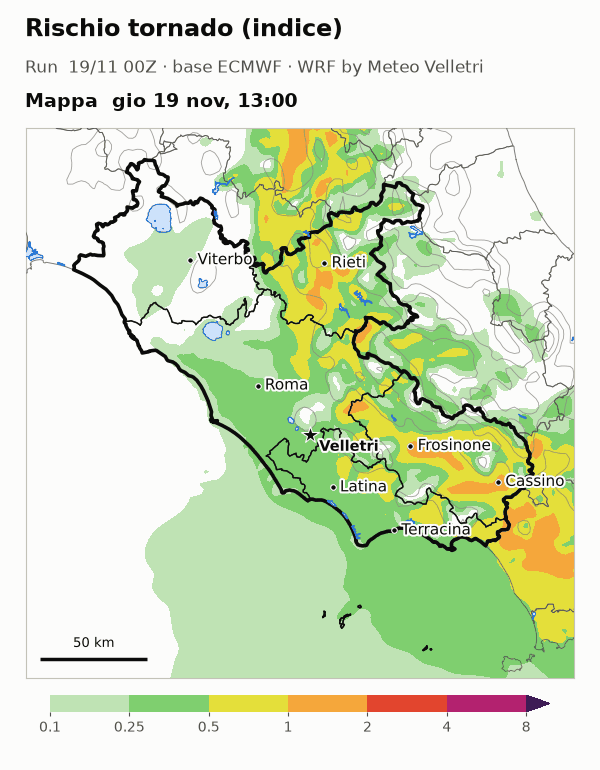 Rischio tornado (indice)
Run  19/11 00Z · base ECMWF · WRF by Meteo Velletri
Mappa  gio 19 nov, 13:00
Viterbo
Rieti
Roma
Velletri
Frosinone
Latina
Cassino
Terracina
50 km
0.1 0.25 0.5 1 2 4 8